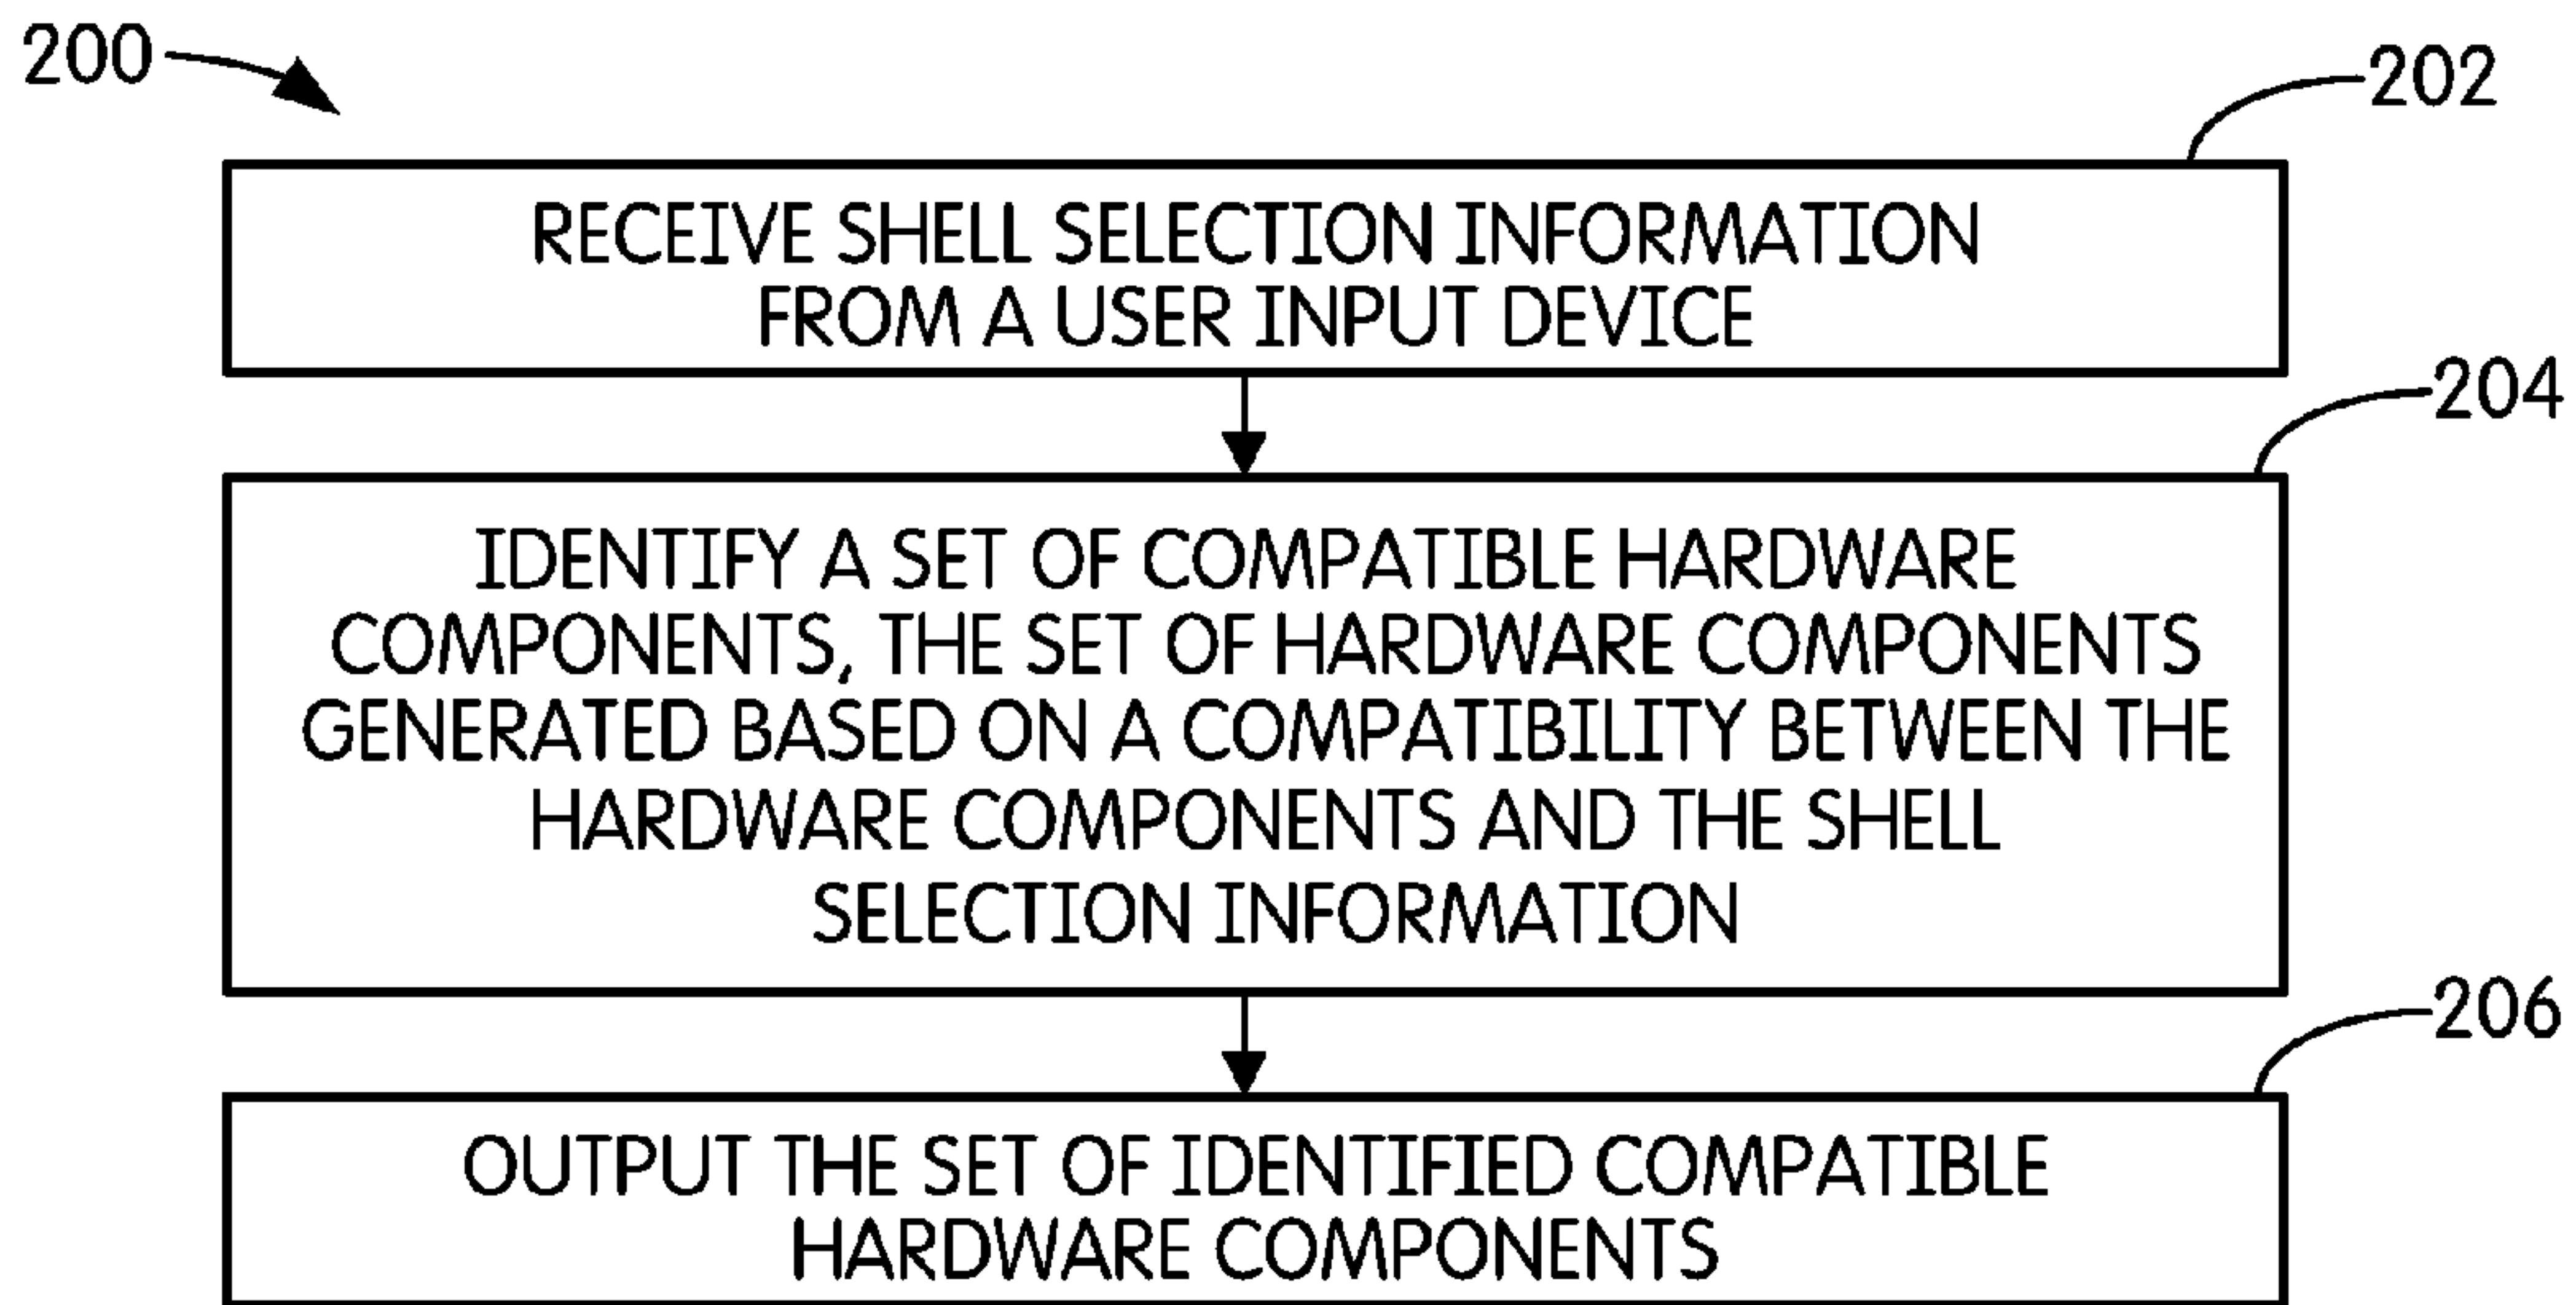 200
202
RECEIVE SHELL SELECTION INFORMATION
FROM A USER INPUT DEVICE
204
IDENTIFY A SET OF COMPATIBLE HARDWARE
COMPONENTS, THE SET OF HARDWARE COMPONENTS
GENERATED BASED ON A COMPATIBILITY BETWEEN THE
HARDWARE COMPONENTS AND THE SHELL
SELECTION INFORMATION
206
OUTPUT THE SET OF IDENTIFIED COMPATIBLE
HARDWARE COMPONENTS